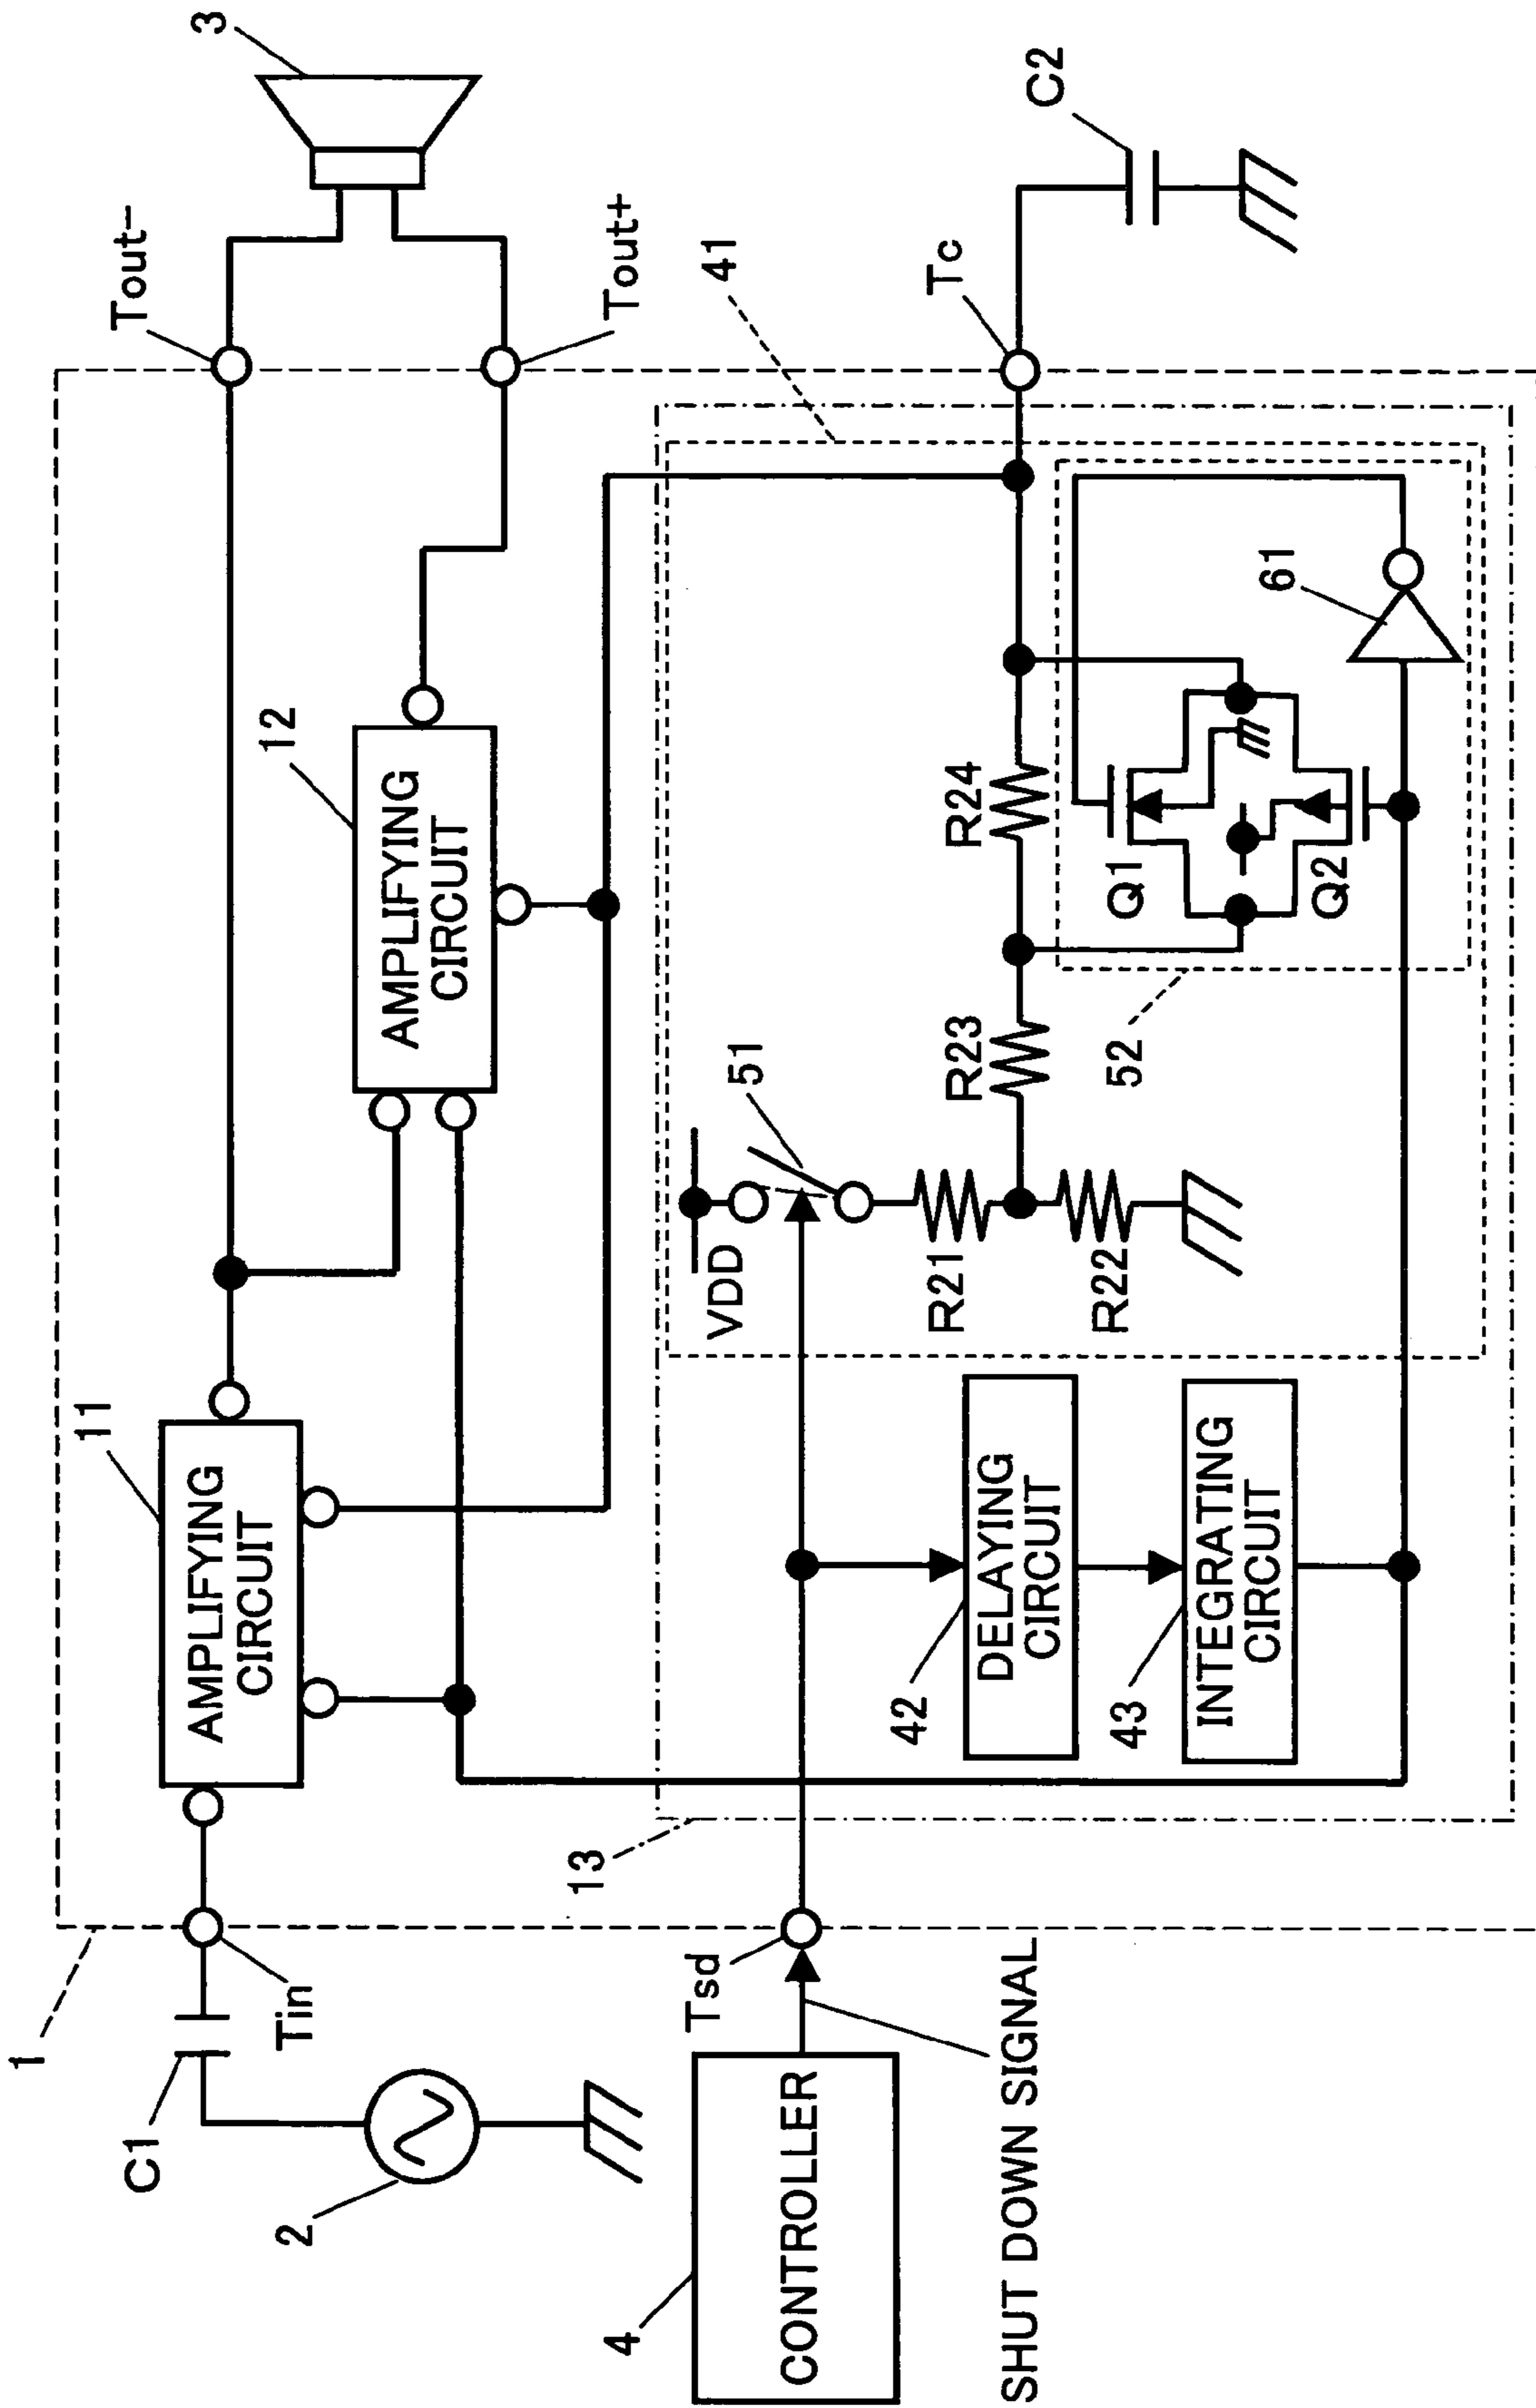 1
C1
Tin
2
11
AMPLIFYING
CIRCUIT
12
AMPLIFYING
CIRCUIT
Tout-
Tout+
3
4
CONTROLLER
Tsd
SHUT DOWN SIGNAL
13
42
DELAYING
CIRCUIT
43
INTEGRATING
CIRCUIT
VDD
51
R21
R22
R23
R24
52
Q1
Q2
61
41
Tc
C2